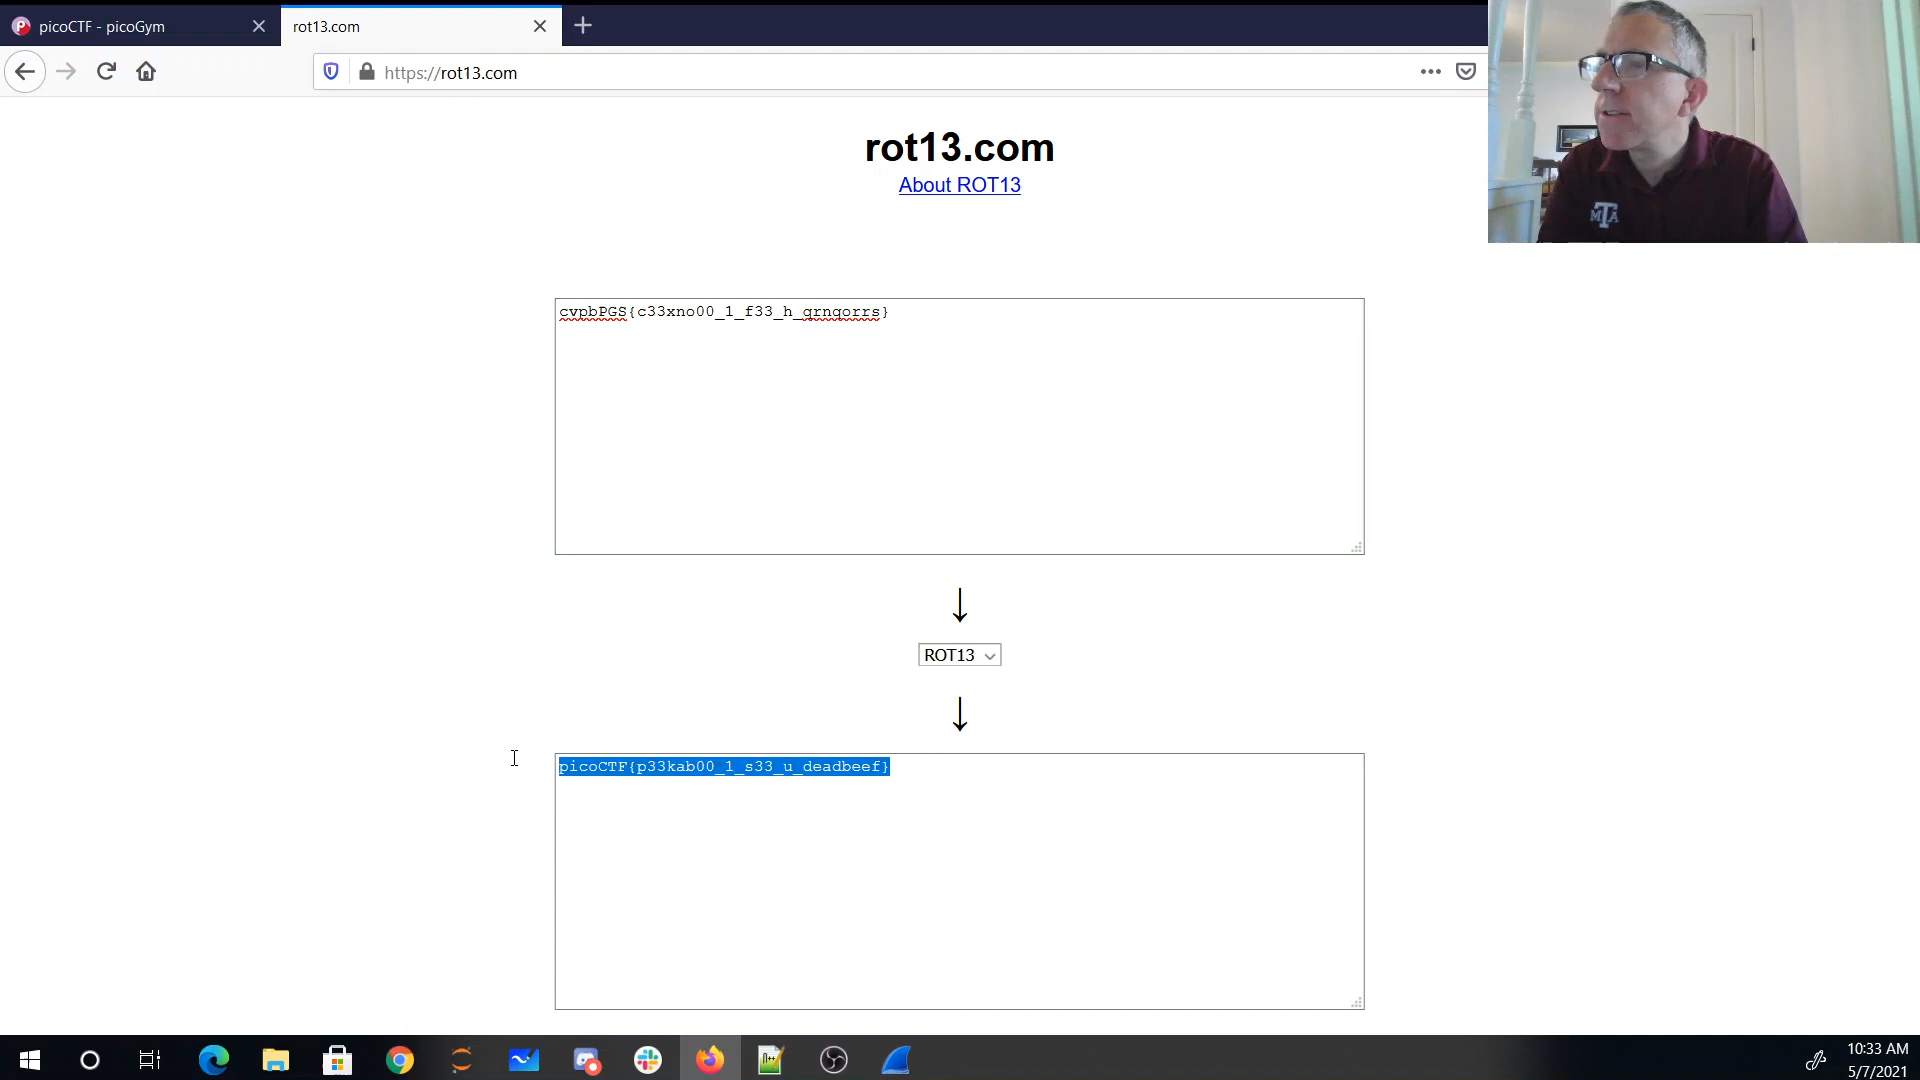 picoCTF - picoGym
rot13.com
https://rot13.com
rot13.com
About ROT13
cvpbPGS{c33xno00_1_f33_h_qrnqorrs}
ROT13
picoCTF{p33kab00_1_s33_u_deadbeef}
ATM
10:33 AM
5/7/2021